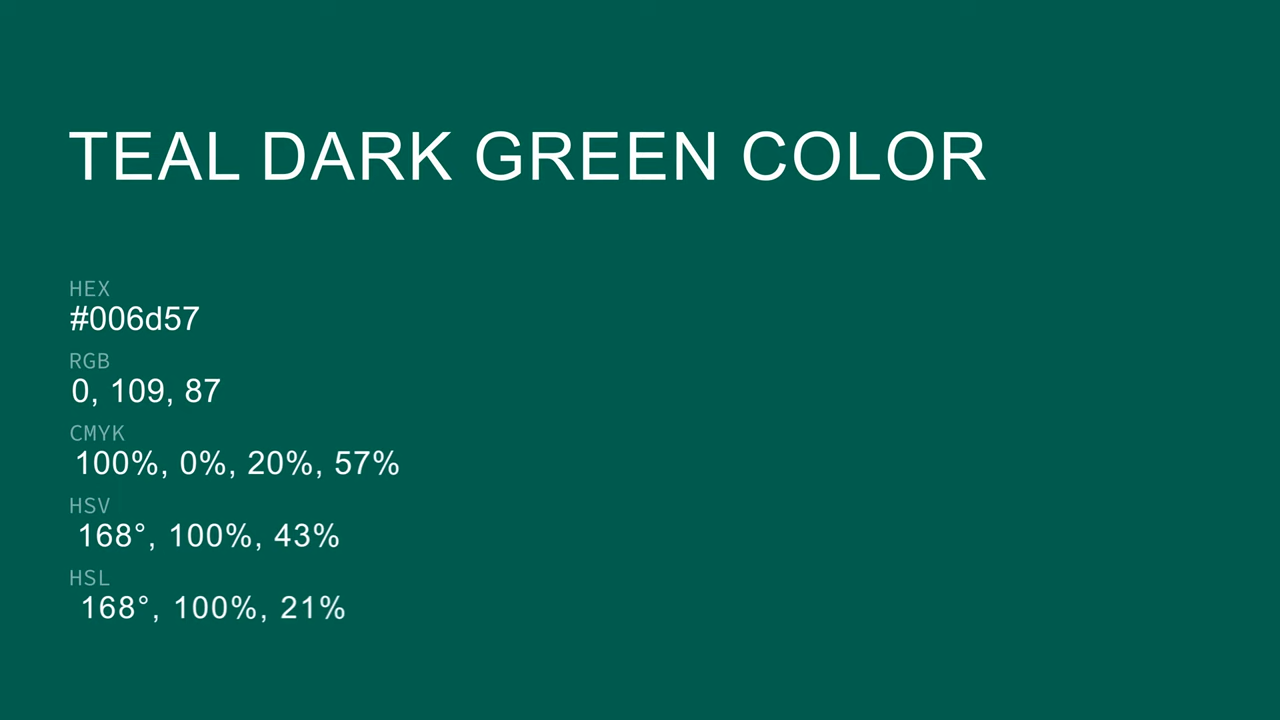 TEAL DARK GREEN COLOR
HEX
#006d57
RGB
0, 109, 87
CMYK
100%, 0%, 20%, 57%
HSV
168°, 100%, 43%
HSL
168°, 100%, 21%